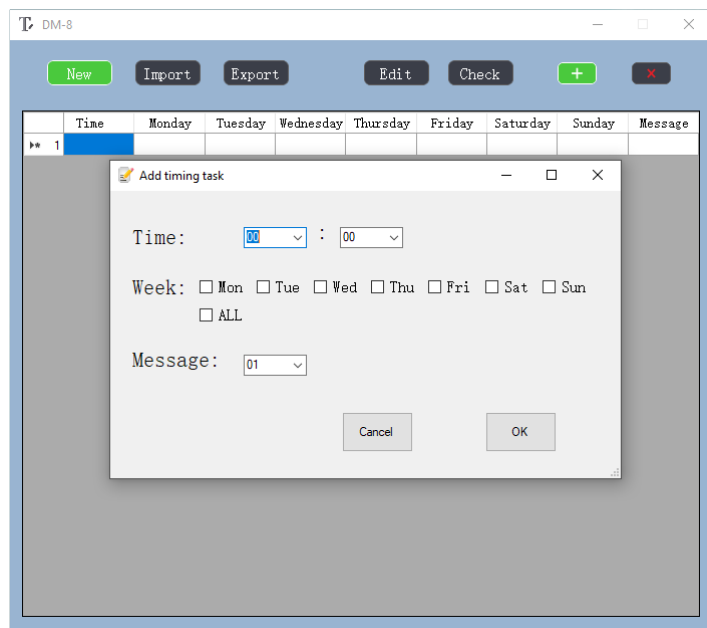 DM-8
New Import Export Edit Check + x
Time Monday Tuesday Wednesday Thursday Friday Saturday Sunday Message
1
Add timing task
Time: 00 : 00
Week: Mon Tue Wed Thu Fri Sat Sun
ALL
Message: 01
Cancel OK